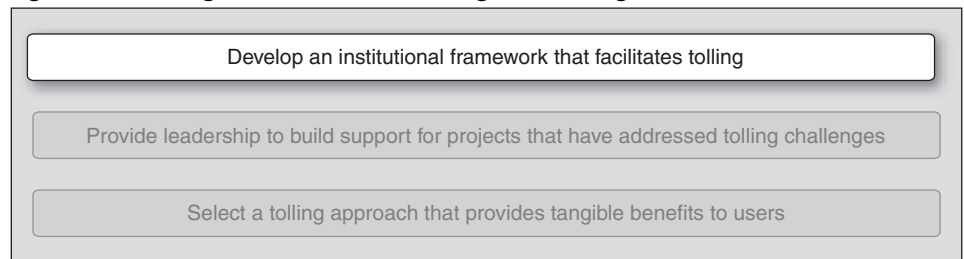 Develop an institutional framework that facilitates tolling
Provide leadership to build support for projects that have addressed tolling challenges
Select a tolling approach that provides tangible benefits to users